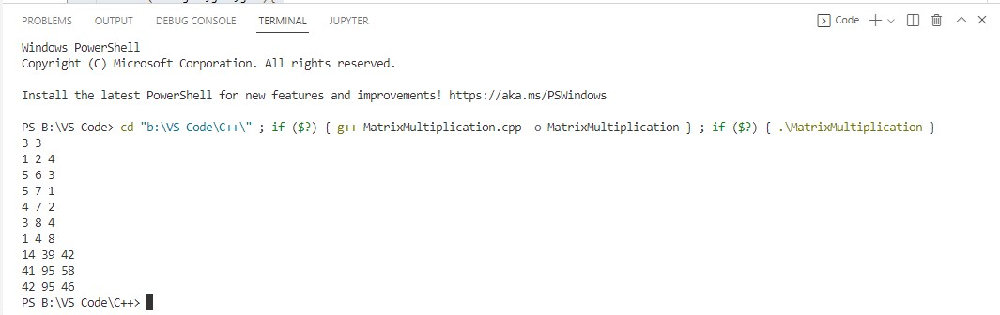 PROBLEMS OUTPUT DEBUG CONSOLE TERMINAL JUPYTER Code
Windows PowerShell
Copyright (C) Microsoft Corporation. All rights reserved.
Install the latest PowerShell for new features and improvements! https://aka.ms/PSWindows
PS B:\VS Code> cd "b:\VS Code\C++\" ; if ($?) { g++ MatrixMultiplication.cpp -o MatrixMultiplication } ; if ($?) { .\MatrixMultiplication }
3 3
1 2 4
5 6 3
5 7 1
4 7 2
3 8 4
1 4 8
14 39 42
41 95 58
42 95 46
PS B:\VS Code\C++>